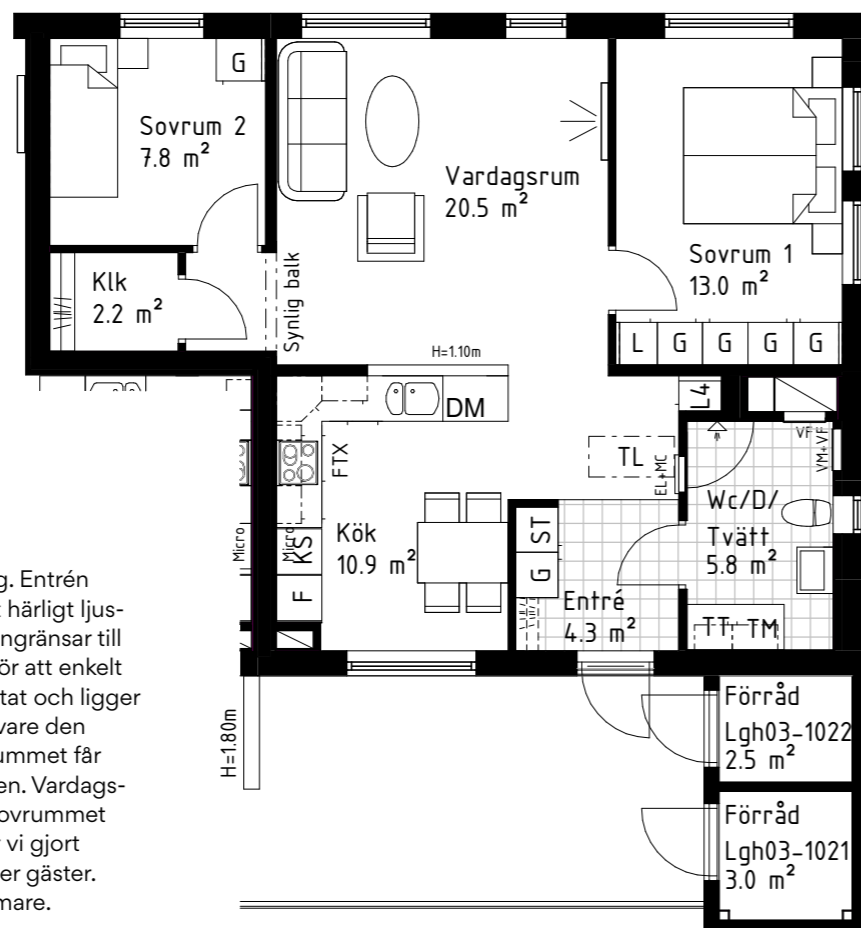 G
Sovrum 2
7.8 m²
Vardagsrum
20.5 m²
Sovrum 1
13.0 m²
Klk
2.2 m²
Synlig balk
L G G G G
H=1.10m
DM
L4
FTX
TL
EL+MC
VF
VM+VF
Wc/D/
Tvätt
5.8 m²
Micro
Micro
KS
F
Kök
10.9 m²
ST
G
Entré
4.3 m²
TT TM
g. Entrén
t härligt ljus-
ngränsar till
ör att enkelt
tat och ligger
vare den
ummet får
en. Vardags-
ovrummet
r vi gjort
er gäster.
mare.
H=1.80m
Förråd
Lgh03-1022
2.5 m²
Förråd
Lgh03-1021
3.0 m²